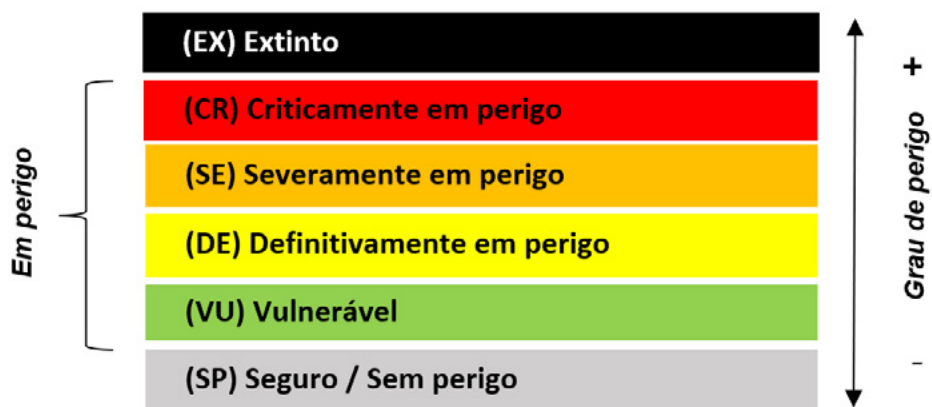 (EX) Extinto
(CR) Criticamente em perigo
(SE) Severamente em perigo
(DE) Definitivamente em perigo
(VU) Vulnerável
(SP) Seguro / Sem perigo
Em perigo
+
Grau de perigo
-